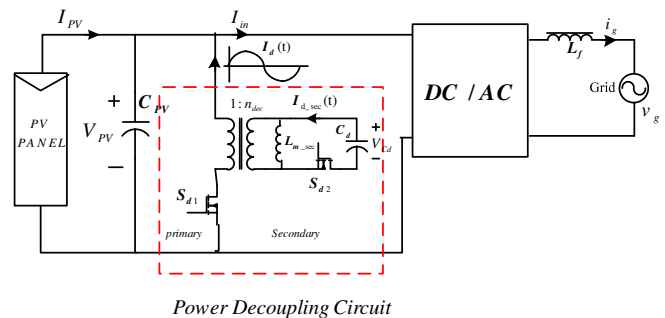 I_PV
I_in
i_g
I_d (t)
L_f
C_PV
1: n_dec
I_d_sec (t)
DC / AC
Grid
PV PANEL
+
V_PV
−
L_m_sec
C_d
+
V_Cd
−
v_g
S_d1
S_d2
primary
Secondary
Power Decoupling Circuit